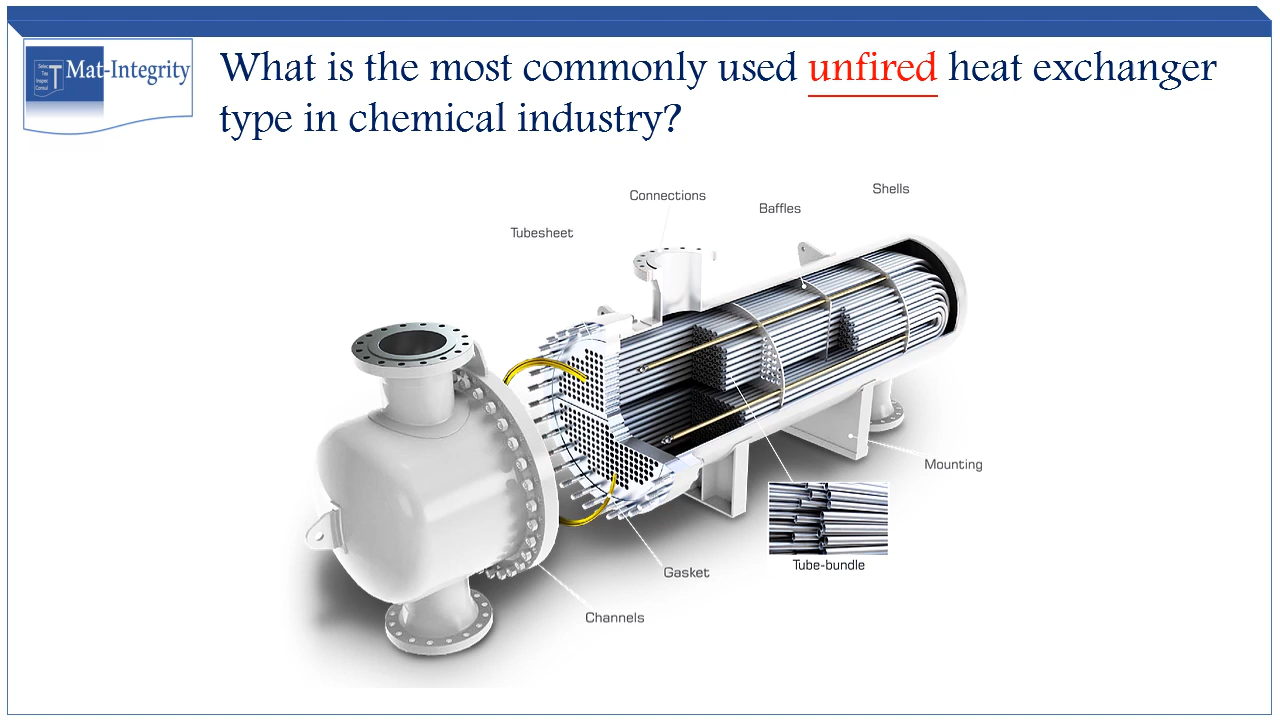 Mat-Integrity
What is the most commonly used unfired heat exchanger
type in chemical industry?
Shells
Connections
Baffles
Tubesheet
Mounting
Tube-bundle
Gasket
Channels